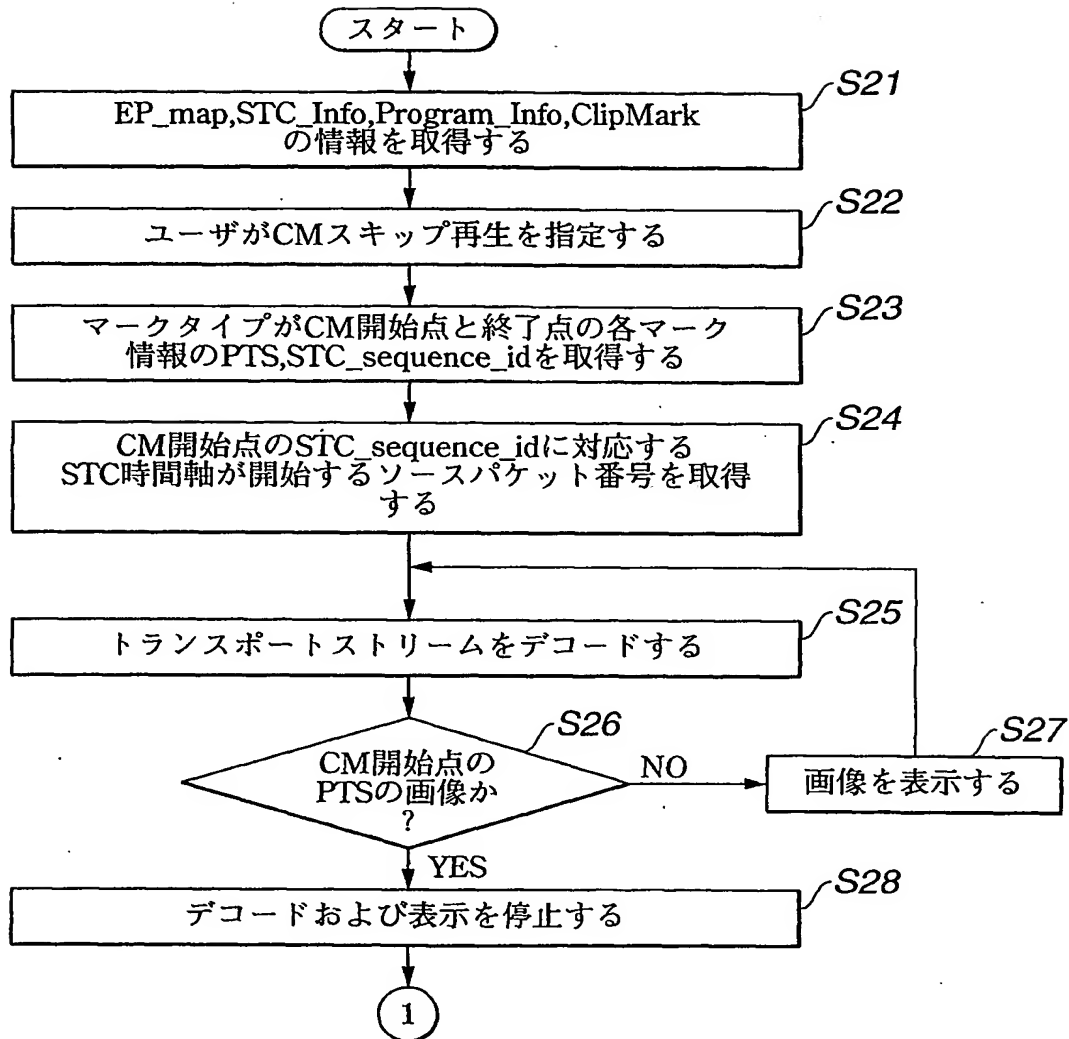 スタート
S21
EP_map,STC_Info,Program_Info,ClipMark
の情報を取得する
S22
ユーザがCMスキップ再生を指定する
S23
マークタイプがCM開始点と終了点の各マーク
情報のPTS,STC_sequence_idを取得する
S24
CM開始点のSTC_sequence_idに対応する
STC時間軸が開始するソースパケット番号を取得
する
S25
トランスポートストリームをデコードする
S26
CM開始点の
PTSの画像か
?
NO
S27
画像を表示する
YES
S28
デコードおよび表示を停止する
1